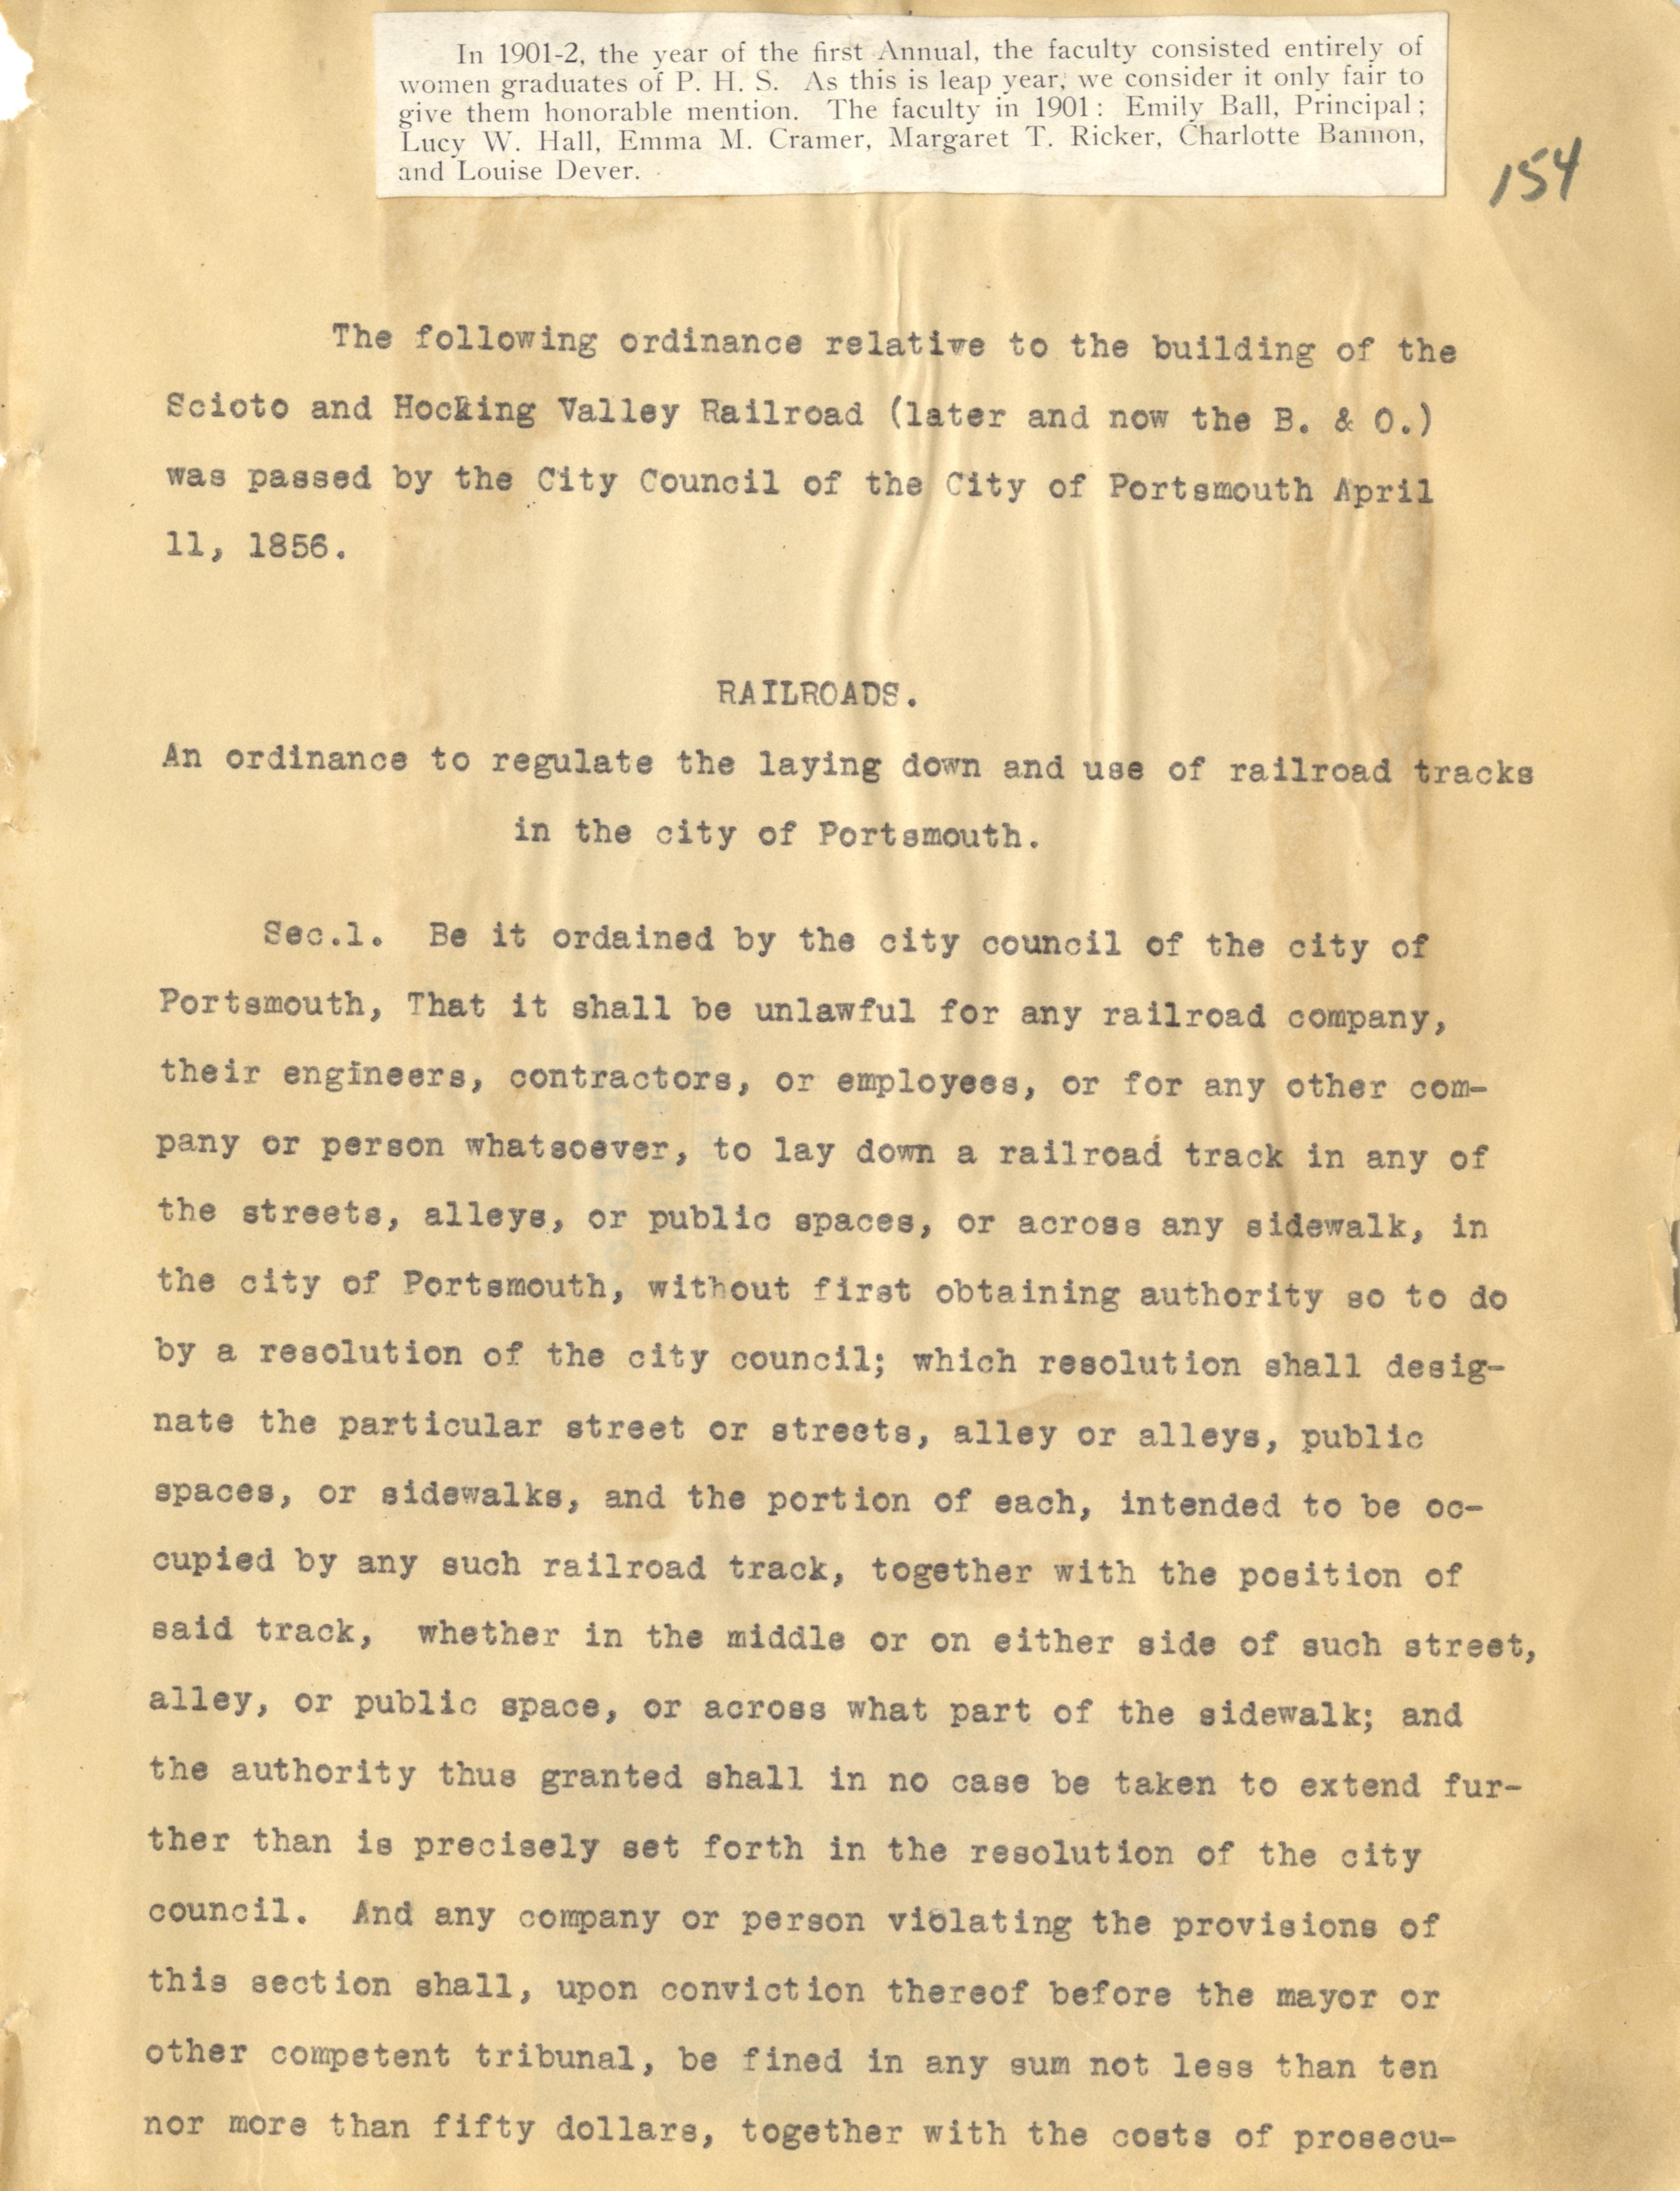 In 1901-2, the year of the first Annual, the faculty consisted entirely of
women graduates of P. H. S. As this is leap year, we consider it only fair to
give them honorable mention. The faculty in 1901: Emily Ball, Principal;
Lucy W. Hall, Emma M. Cramer, Margaret T. Ricker, Charlotte Bannon,
and Louise Dever.
154
The following ordinance relative to the building of the
Scioto and Hocking Valley Railroad (later and now the B. & O.)
was passed by the City Council of the City of Portsmouth April
11, 1856.
RAILROADS.
An ordinance to regulate the laying down and use of railroad tracks
in the city of Portsmouth.
Sec.1. Be it ordained by the city council of the city of
Portsmouth, That it shall be unlawful for any railroad company,
their engineers, contractors, or employees, or for any other com-
pany or person whatsoever, to lay down a railroad track in any of
the streets, alleys, or public spaces, or across any sidewalk, in
the city of Portsmouth, without first obtaining authority so to do
by a resolution of the city council; which resolution shall desig-
nate the particular street or streets, alley or alleys, public
spaces, or sidewalks, and the portion of each, intended to be oc-
cupied by any such railroad track, together with the position of
said track, whether in the middle or on either side of such street,
alley, or public space, or across what part of the sidewalk; and
the authority thus granted shall in no case be taken to extend fur-
ther than is precisely set forth in the resolution of the city
council. And any company or person violating the provisions of
this section shall, upon conviction thereof before the mayor or
other competent tribunal, be fined in any sum not less than ten
nor more than fifty dollars, together with the costs of prosecu-